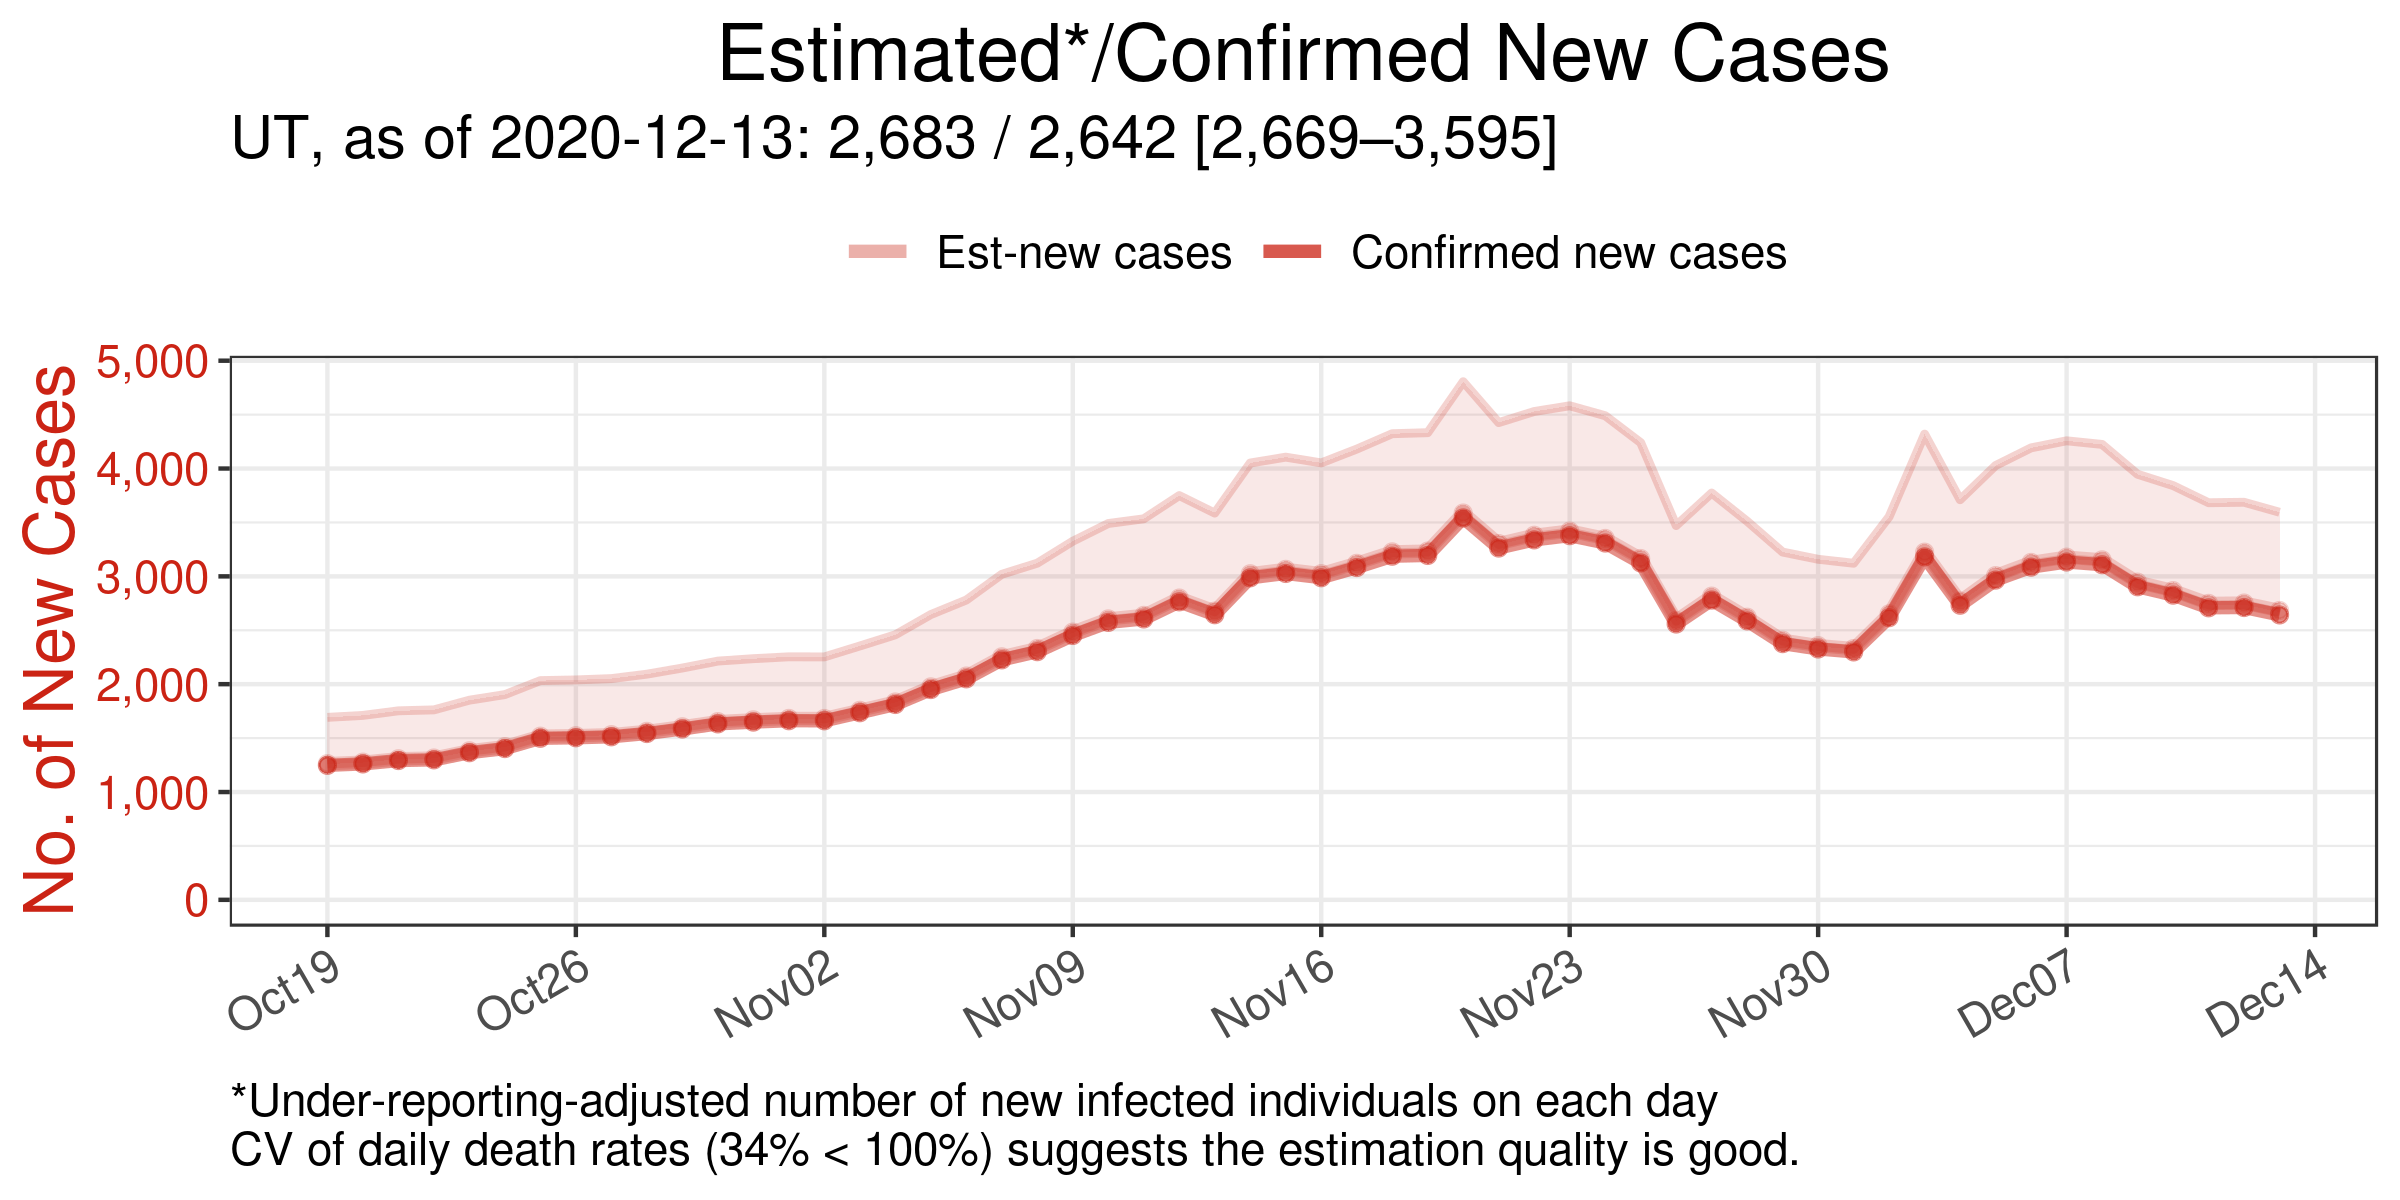 Estimated*/Confirmed New Cases
UT, as of 2020-12-13: 2,683 / 2,642 [2,669–3,595]
Est-new cases
Confirmed new cases
No. of New Cases
5,000
4,000
3,000
2,000
1,000
0
Oct19
Oct26
Nov02
Nov09
Nov16
Nov23
Nov30
Dec07
Dec14
*Under-reporting-adjusted number of new infected individuals on each day
CV of daily death rates (34% < 100%) suggests the estimation quality is good.